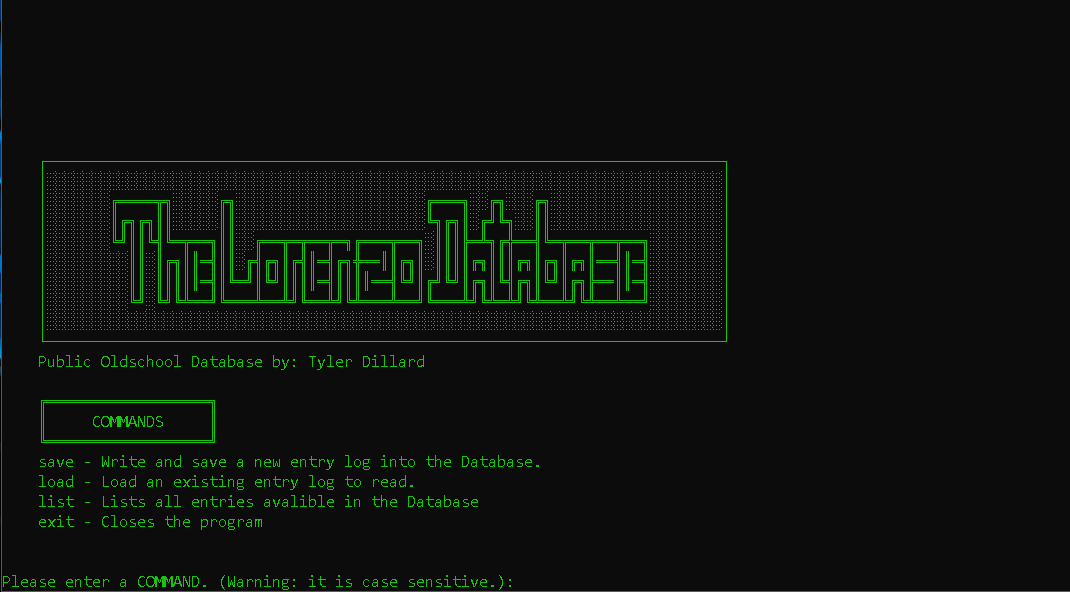 The Lorenzo Database
Public Oldschool Database by: Tyler Dillard
COMMANDS
save - Write and save a new entry log into the Database.
load - Load an existing entry log to read.
list - Lists all entries avalible in the Database
exit - Closes the program
Please enter a COMMAND. (Warning: it is case sensitive.):